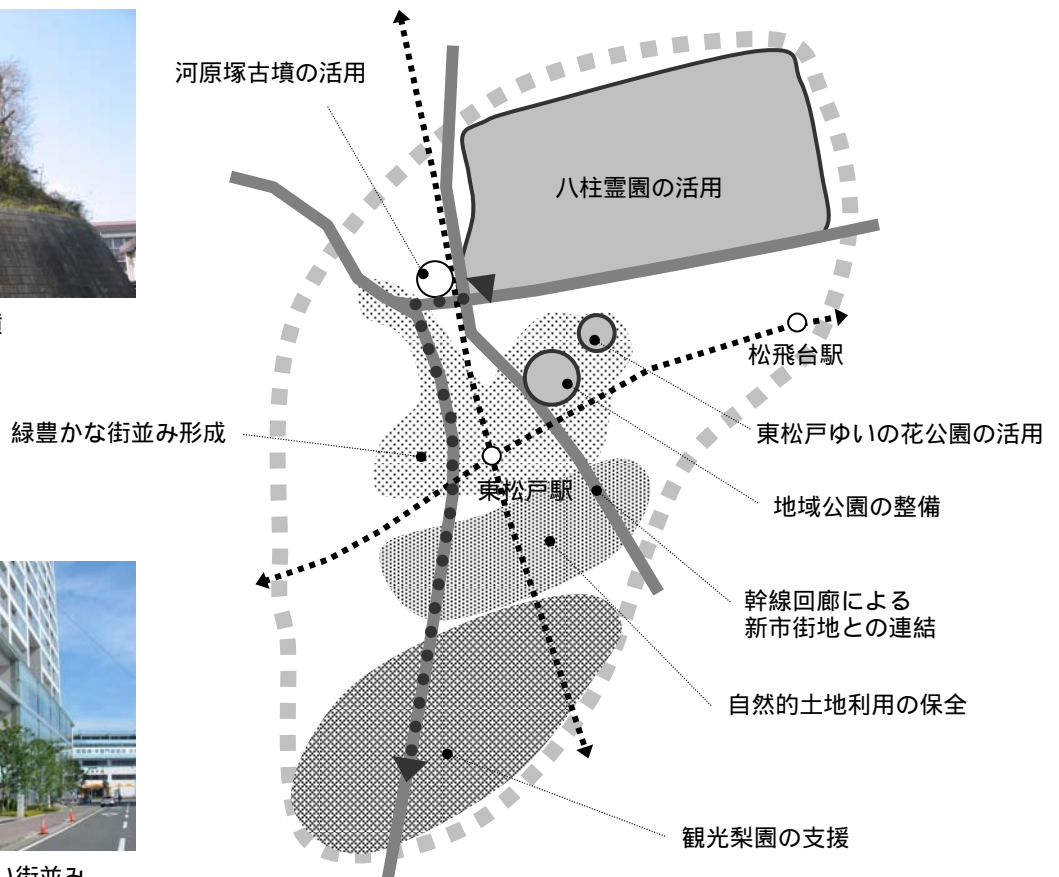 河原塚古墳の活用
八柱霊園の活用
墳
松飛台駅
緑豊かな街並み形成
東松戸ゆいの花公園の活用
東松戸駅
地域公園の整備
幹線回廊による
新市街地との連結
自然的土地利用の保全
観光梨園の支援
い街並み